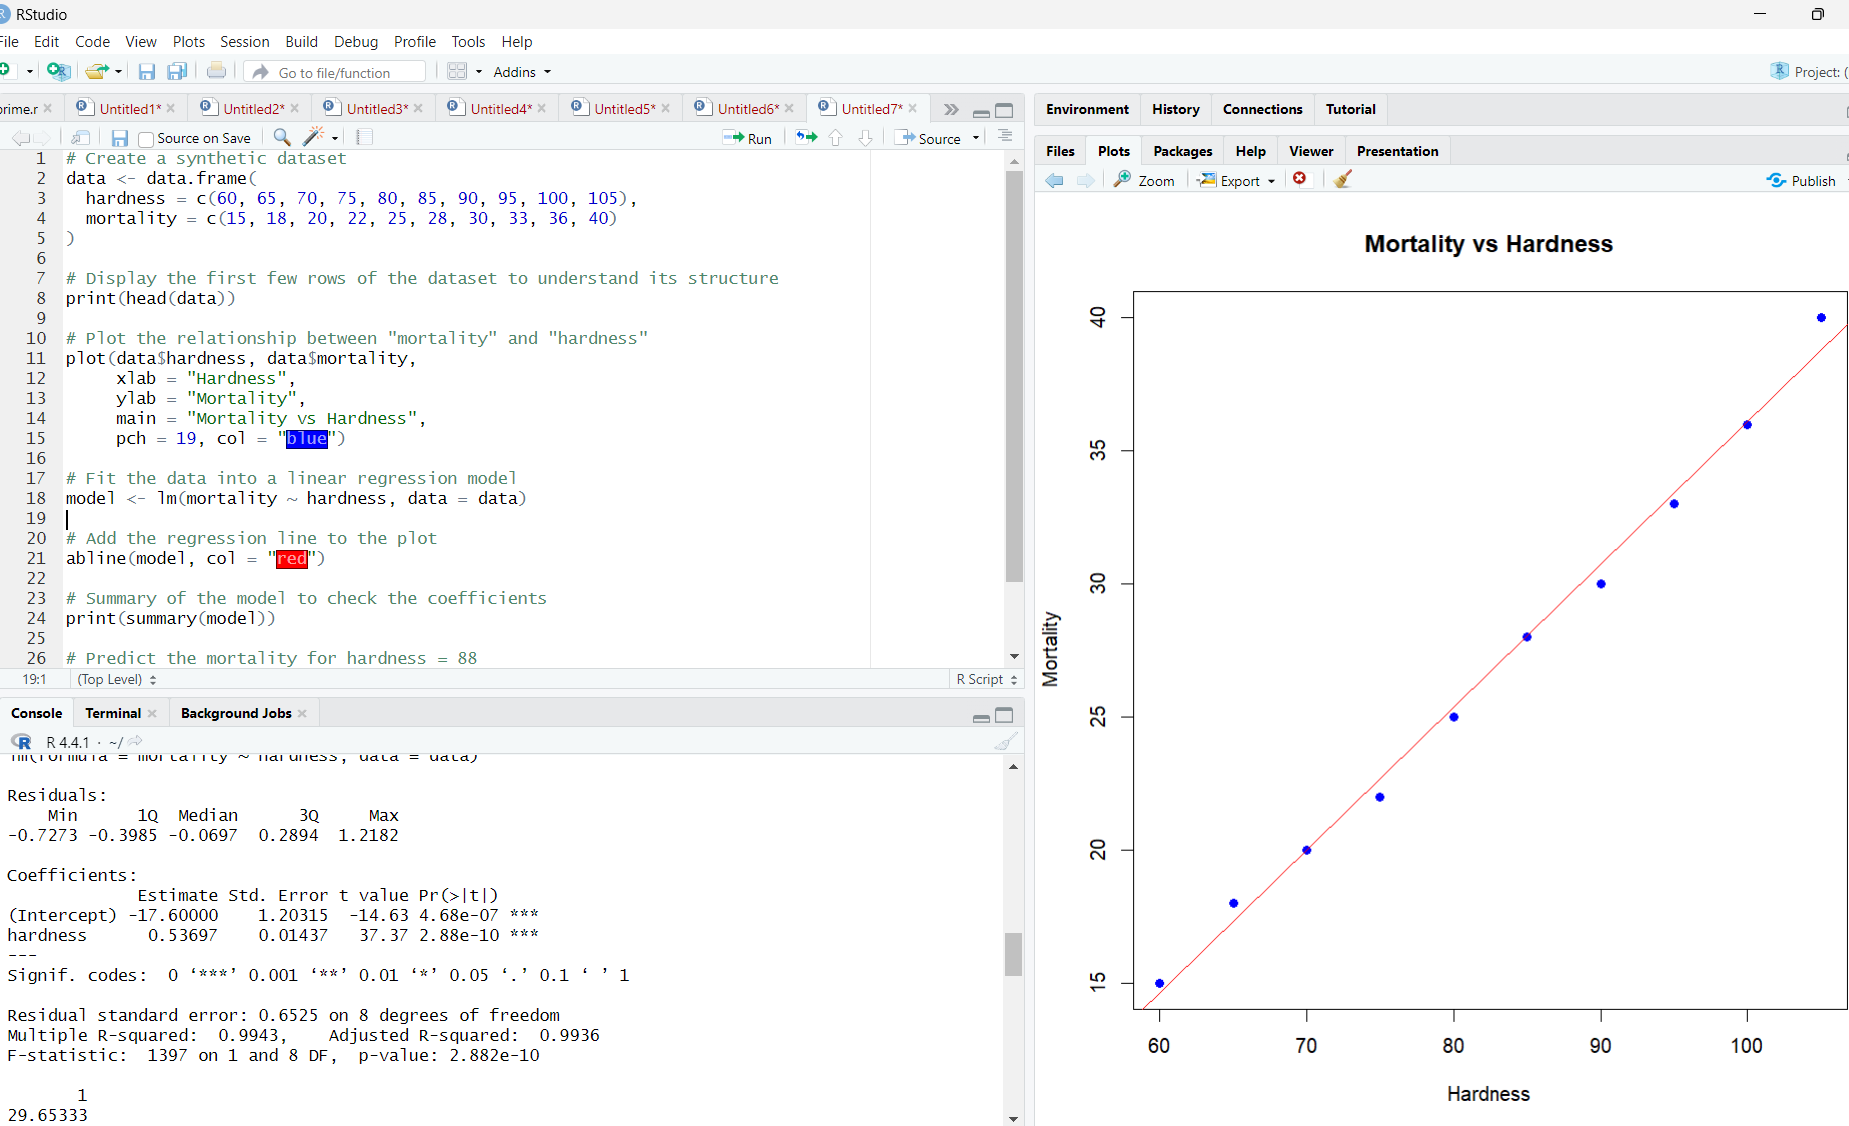 RStudio
File Edit Code View Plots Session Build Debug Profile Tools Help
Go to file/function Addins Project: (
prime.r Untitled1* Untitled2* Untitled3* Untitled4* Untitled5* Untitled6* Untitled7*
Source on Save Run Source
1 # Create a synthetic dataset
2 data <- data.frame(
3 hardness = c(60, 65, 70, 75, 80, 85, 90, 95, 100, 105),
4 mortality = c(15, 18, 20, 22, 25, 28, 30, 33, 36, 40)
5 )
6
7 # Display the first few rows of the dataset to understand its structure
8 print(head(data))
9
10 # Plot the relationship between "mortality" and "hardness"
11 plot(data$hardness, data$mortality,
12 xlab = "Hardness",
13 ylab = "Mortality",
14 main = "Mortality vs Hardness",
15 pch = 19, col = "blue")
16
17 # Fit the data into a linear regression model
18 model <- lm(mortality ~ hardness, data = data)
19
20 # Add the regression line to the plot
21 abline(model, col = "red")
22
23 # Summary of the model to check the coefficients
24 print(summary(model))
25
26 # Predict the mortality for hardness = 88
19:1 (Top Level) R Script
Console Terminal Background Jobs
R 4.4.1 · ~/
lm(formula = mortality ~ hardness, data = data)
Residuals:
Min 1Q Median 3Q Max
-0.7273 -0.3985 -0.0697 0.2894 1.2182
Coefficients:
Estimate Std. Error t value Pr(>|t|)
(Intercept) -17.60000 1.20315 -14.63 4.68e-07 ***
hardness 0.53697 0.01437 37.37 2.88e-10 ***
---
Signif. codes: 0 ‘***’ 0.001 ‘**’ 0.01 ‘*’ 0.05 ‘.’ 0.1 ‘ ’ 1
Residual standard error: 0.6525 on 8 degrees of freedom
Multiple R-squared: 0.9943, Adjusted R-squared: 0.9936
F-statistic: 1397 on 1 and 8 DF, p-value: 2.882e-10
1
29.65333
Environment History Connections Tutorial
Files Plots Packages Help Viewer Presentation
Zoom Export Publish
Mortality vs Hardness
40
35
30
25
20
15
Mortality
60 70 80 90 100
Hardness